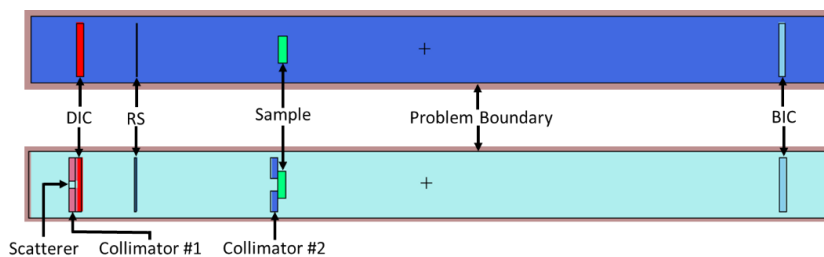 DIC
RS
Sample
Problem Boundary
BIC
Scatterer
Collimator #1
Collimator #2